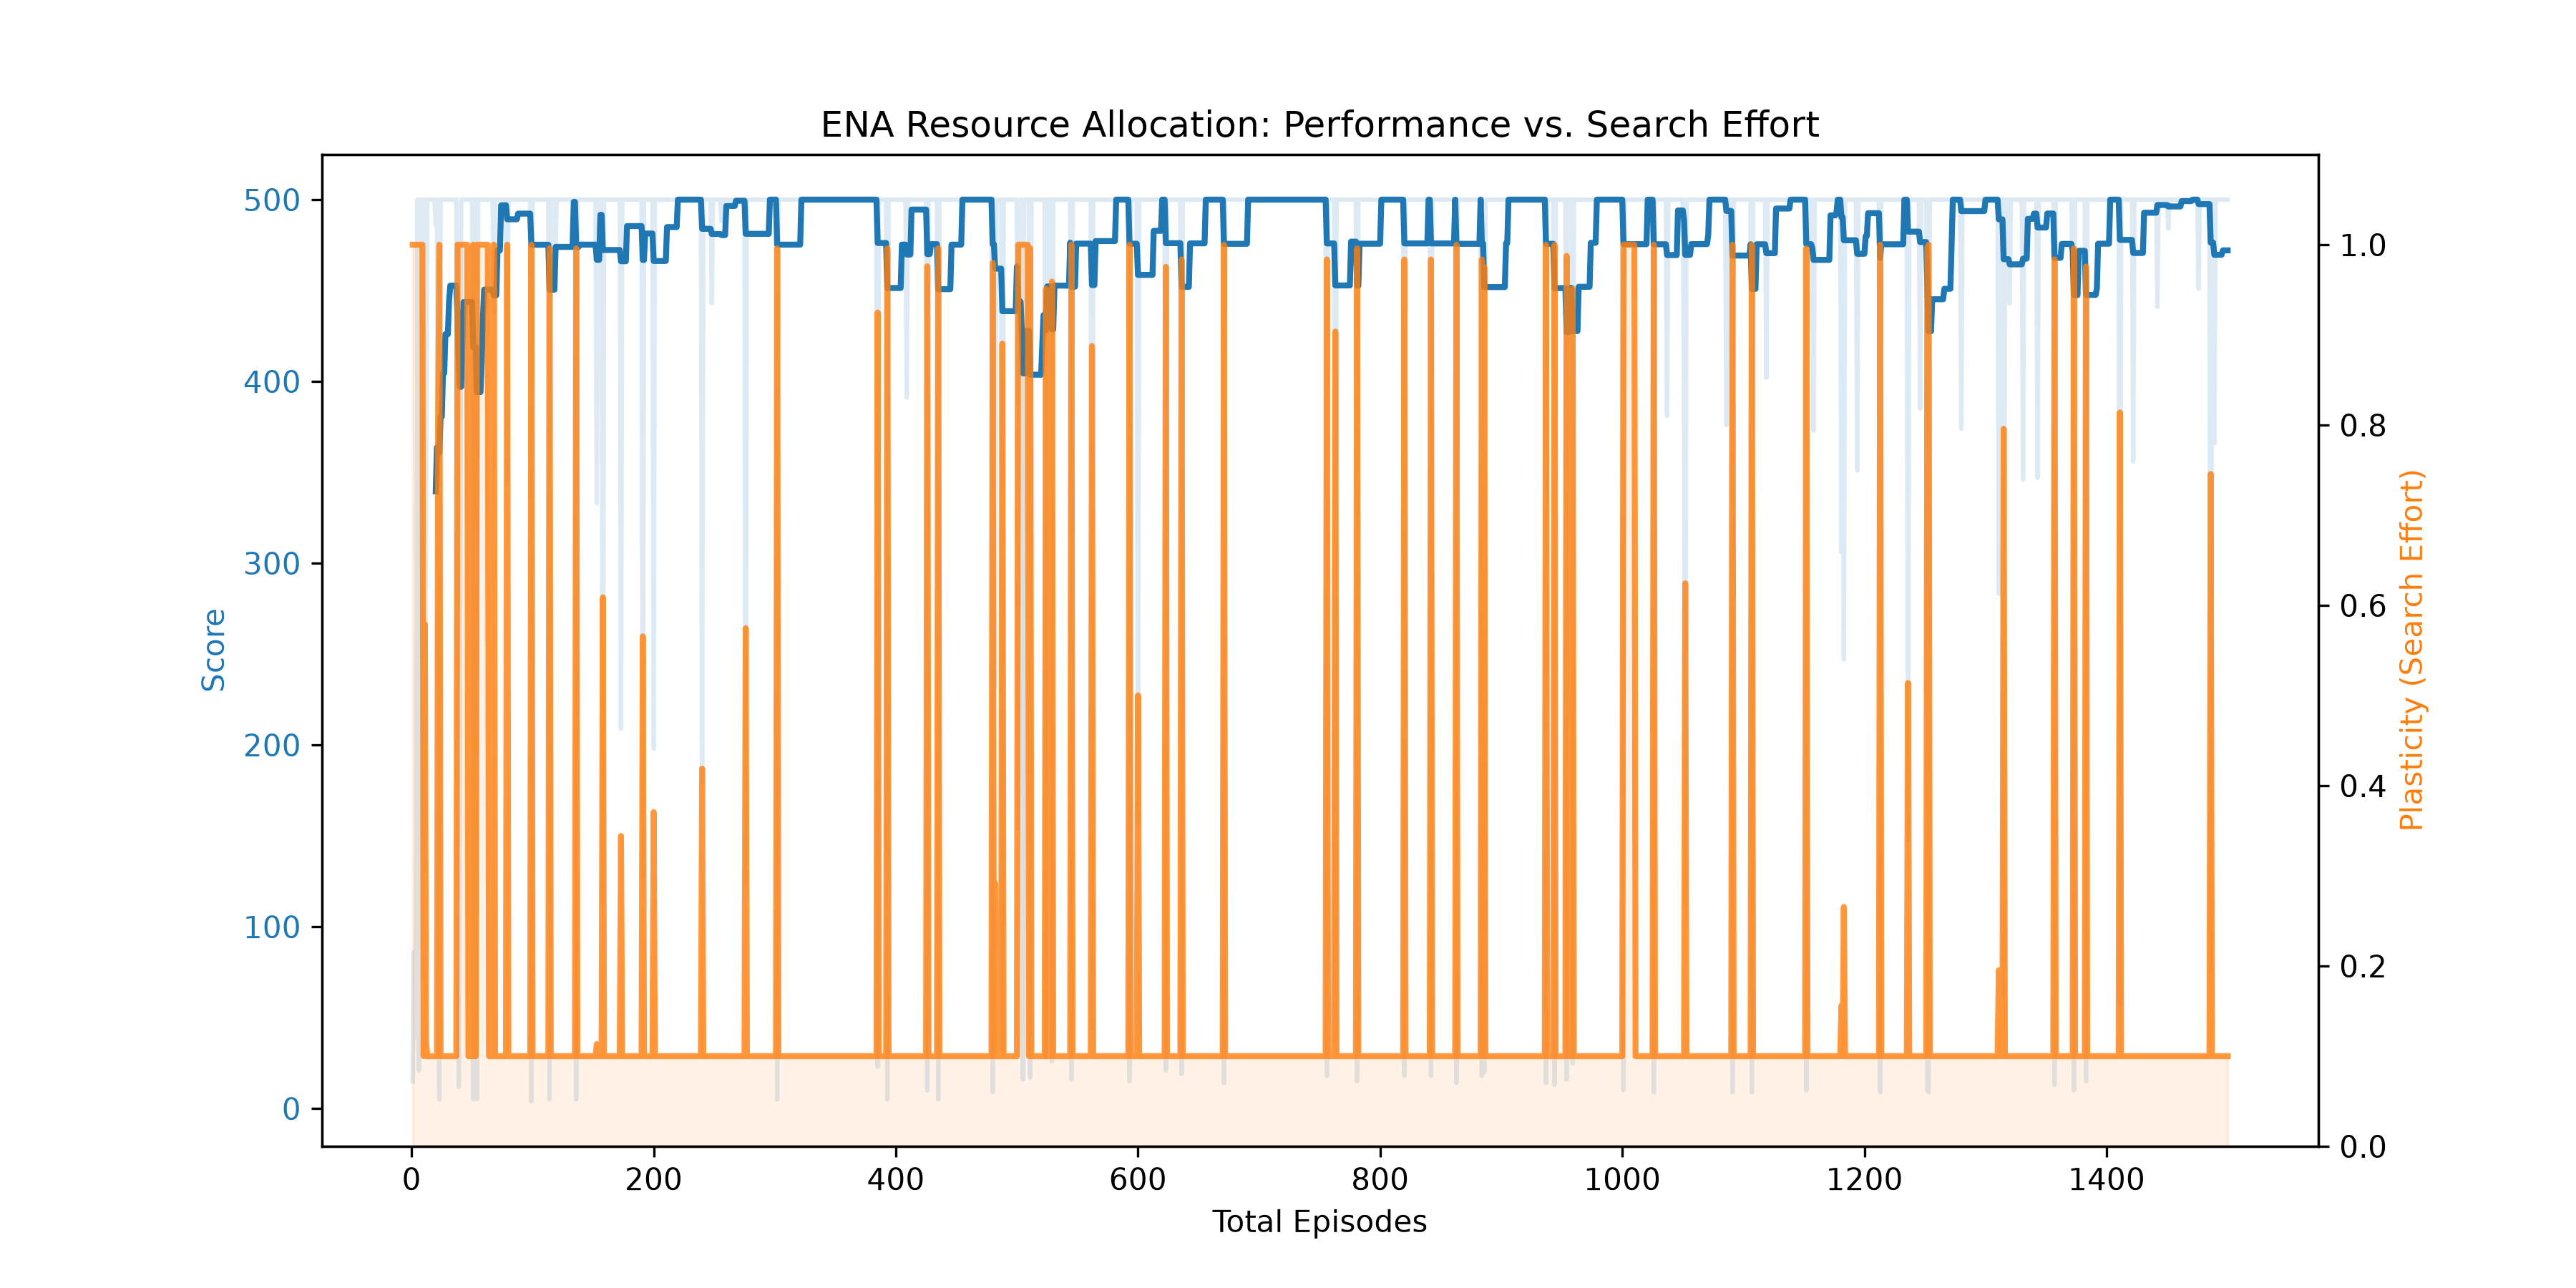 ENA Resource Allocation: Performance vs. Search Effort
500
400
300
200
100
0
Score
1.0
0.8
0.6
0.4
0.2
0.0
Plasticity (Search Effort)
0 200 400 600 800 1000 1200 1400
Total Episodes